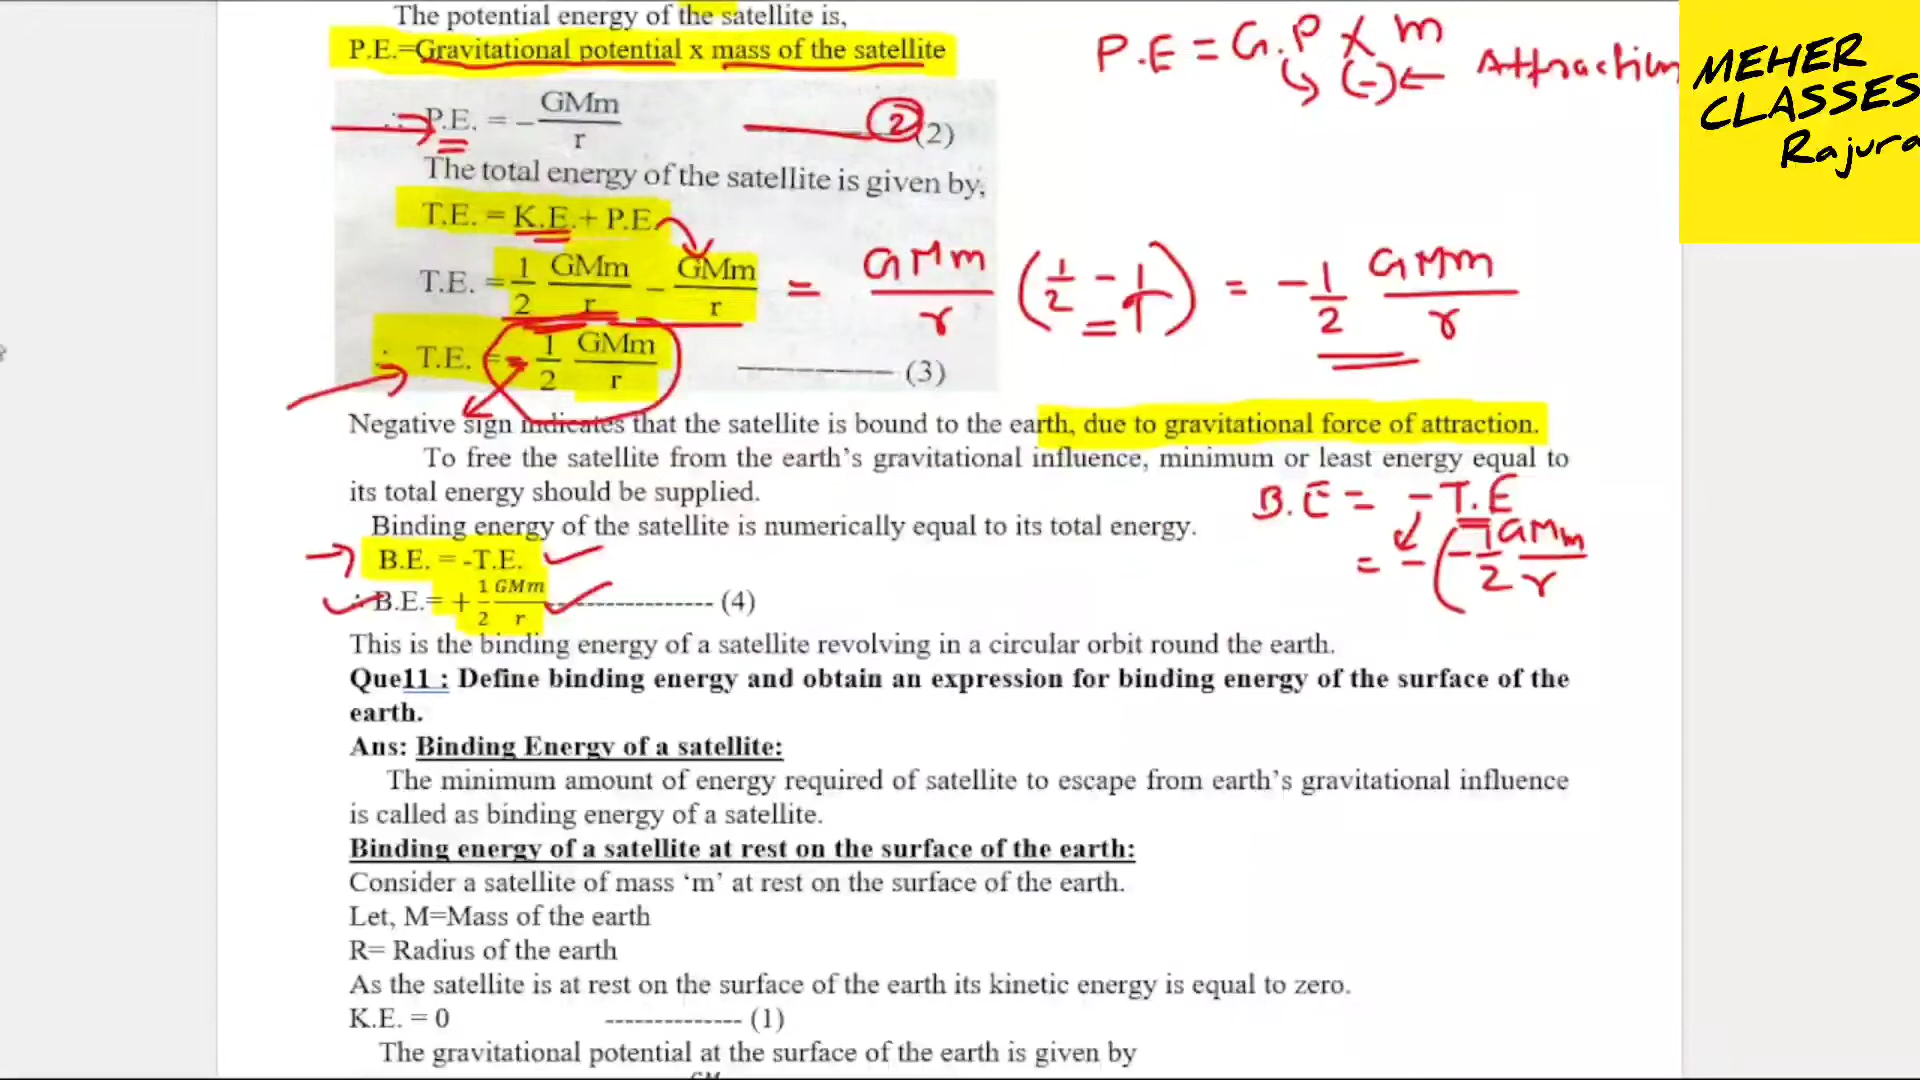 The potential energy of the satellite is,
P.E.=Gravitational potential x mass of the satellite
P.E = G.P X m
(-) Attraction
MEHER
CLASSES
Rajura
∴ P.E. = - GMm/r (2)
②
The total energy of the satellite is given by,
T.E. = K.E.+ P.E.
T.E. = 1/2 GMm/r - GMm/r = GMm/r (1/2 - 1/1) = - 1/2 GMm/r
∴ T.E. = - 1/2 GMm/r ———— (3)
Negative sign indicates that the satellite is bound to the earth, due to gravitational force of attraction.
To free the satellite from the earth's gravitational influence, minimum or least energy equal to
its total energy should be supplied.
B.E = - T.E
Binding energy of the satellite is numerically equal to its total energy.
= - (- 1/2 GMm/r
B.E. = -T.E.
∴ B.E.= + 1/2 GMm/r --------------- (4)
This is the binding energy of a satellite revolving in a circular orbit round the earth.
Que11 : Define binding energy and obtain an expression for binding energy of the surface of the
earth.
Ans: Binding Energy of a satellite:
The minimum amount of energy required of satellite to escape from earth's gravitational influence
is called as binding energy of a satellite.
Binding energy of a satellite at rest on the surface of the earth:
Consider a satellite of mass ‘m’ at rest on the surface of the earth.
Let, M=Mass of the earth
R= Radius of the earth
As the satellite is at rest on the surface of the earth its kinetic energy is equal to zero.
K.E. = 0 -------------- (1)
The gravitational potential at the surface of the earth is given by